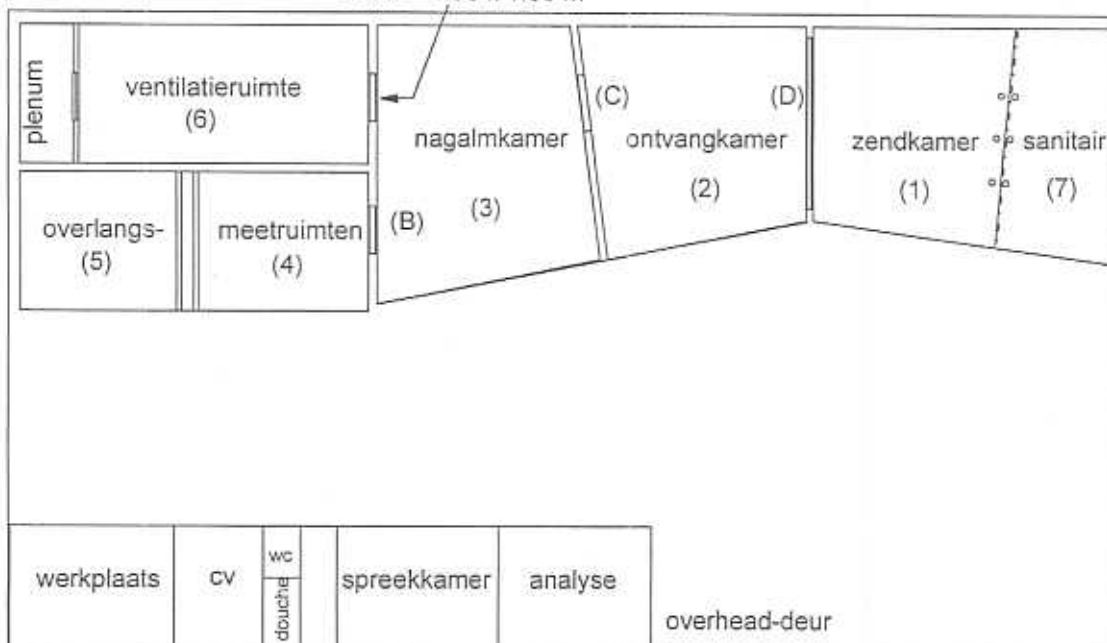 plenum
ventilatieruimte
(6)
nagalmkamer
(3)
(C)
ontvangkamer
(2)
(D)
zendkamer
(1)
sanitair
(7)
overlangs-
(5)
meetruimten
(4)
(B)
werkplaats
cv
wc
douche
spreekkamer
analyse
overhead-deur